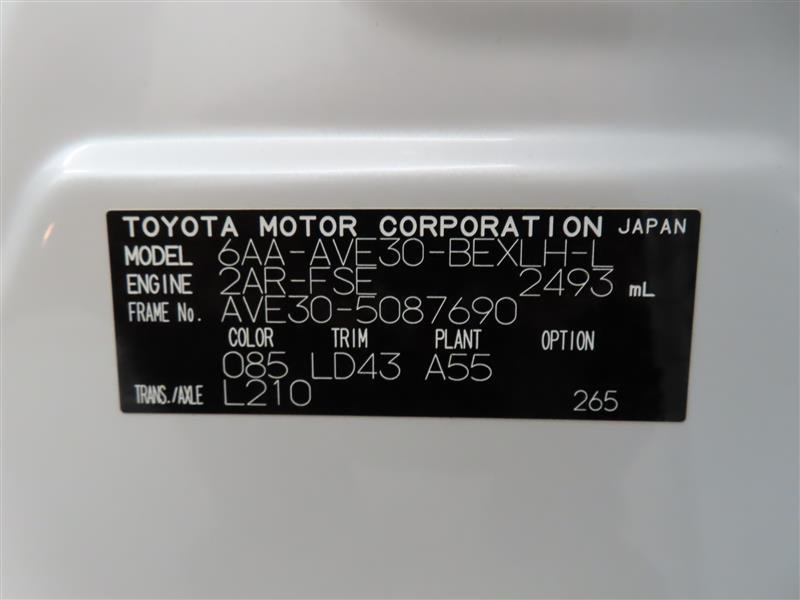 TOYOTA MOTOR CORPORATION JAPAN
MODEL 6AA-AVE30-BEXLH-L
ENGINE 2AR-FSE 2493 mL
FRAME No. AVE30-5087690
COLOR TRIM PLANT OPTION
085 LD43 A55
TRANS./AXLE L210 265